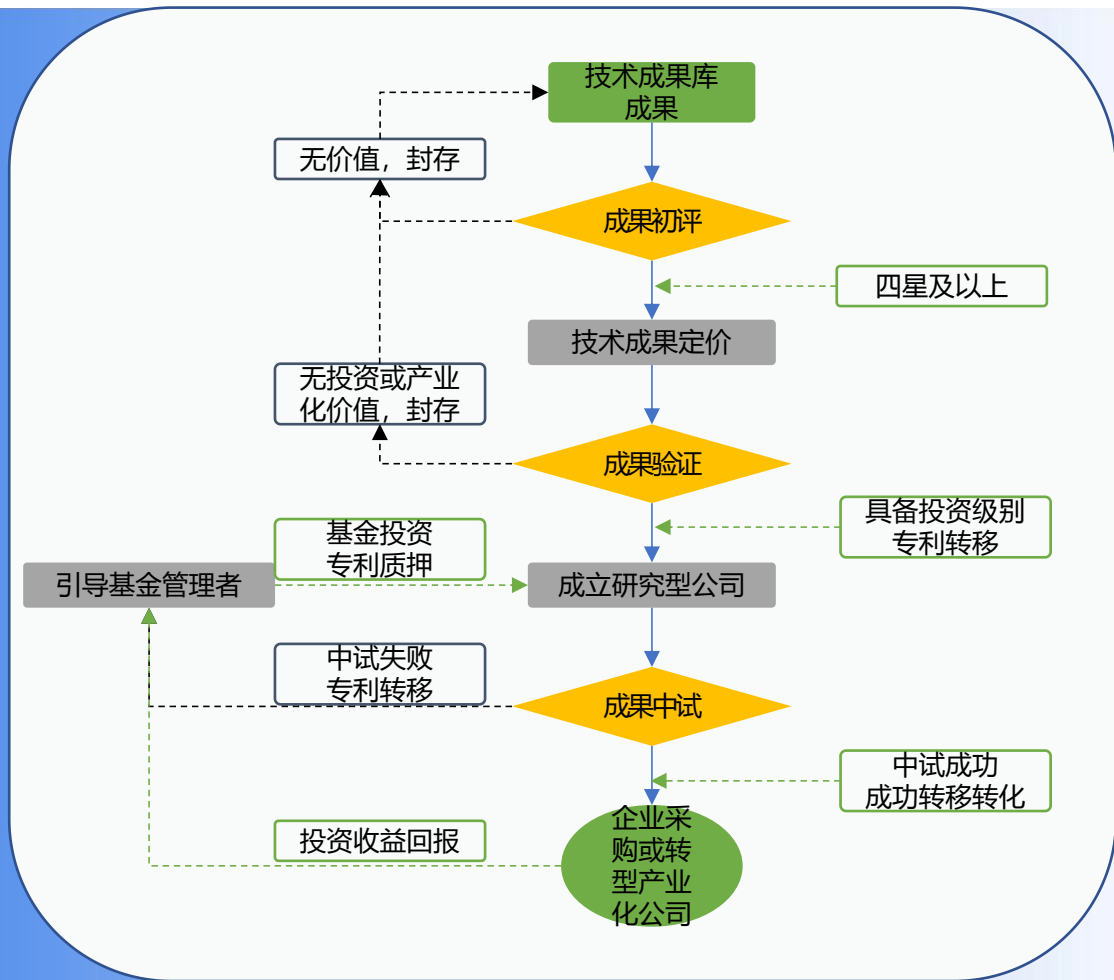 技术成果库
成果
无价值，封存
成果初评
四星及以上
技术成果定价
无投资或产业
化价值，封存
成果验证
具备投资级别
专利转移
基金投资
专利质押
引导基金管理者
成立研究型公司
中试失败
专利转移
成果中试
中试成功
成功转移转化
投资收益回报
企业采
购或转
型产业
化公司